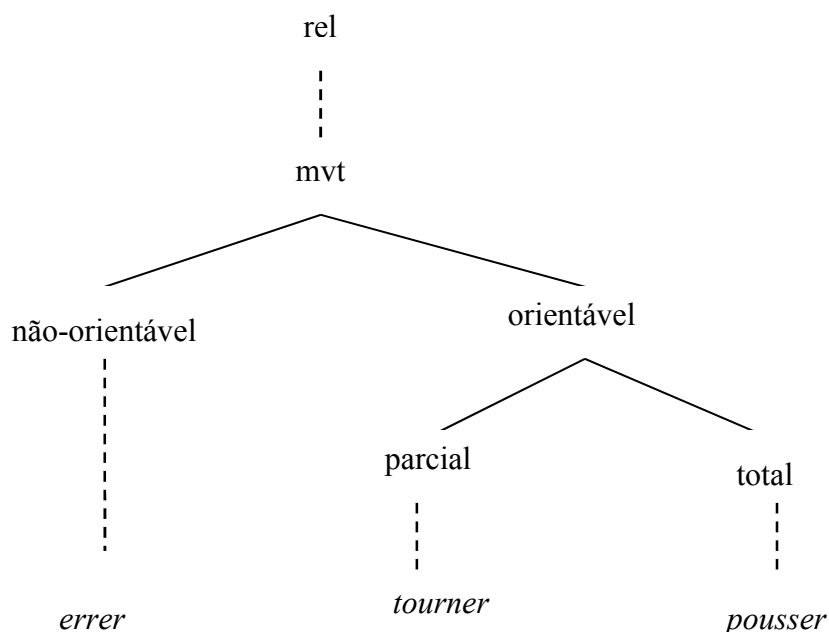 rel
mvt
não-orientável
orientável
parcial
total
errer
tourner
pousser